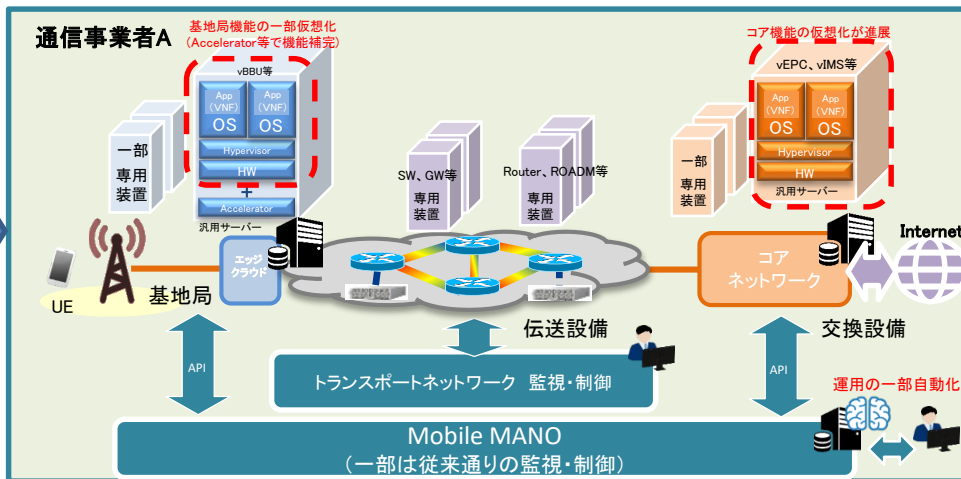 通信事業者A
基地局機能の一部仮想化
(Accelerator等で機能補完)
コア機能の仮想化が進展
vBBU等
App
(VNF)
OS
App
(VNF)
OS
Hypervisor
HW
+
Accelerator
汎用サーバー
一部
専用
装置
SW、GW等
専用
装置
Router、ROADM等
専用
装置
一部
専用
装置
vEPC、vIMS等
App
(VNF)
OS
App
(VNF)
OS
Hypervisor
HW
汎用サーバー
UE
基地局
エッジ
クラウド
コア
ネットワーク
Internet
伝送設備
交換設備
API
トランスポートネットワーク 監視・制御
API
運用の一部自動化
Mobile MANO
(一部は従来通りの監視・制御)